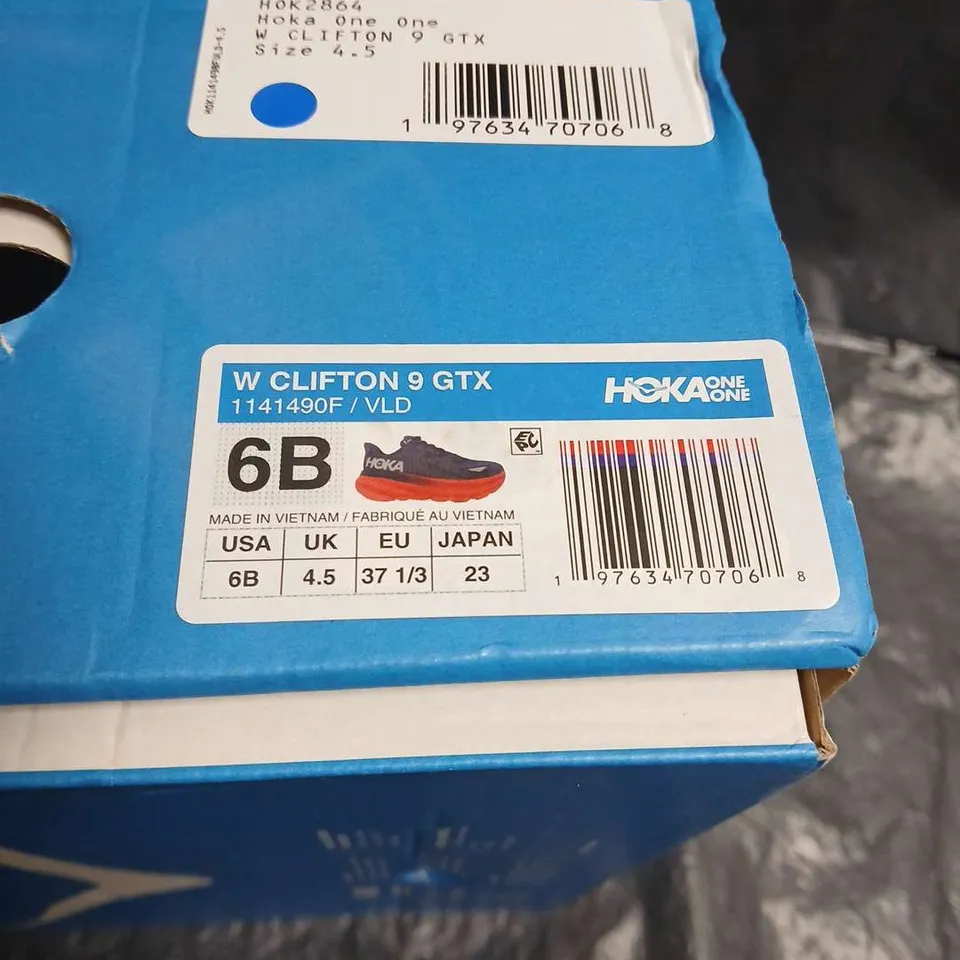 HOK2864
Hoka One One
W CLIFTON 9 GTX
Size 4.5
1 97634 70706 8
W CLIFTON 9 GTX
1141490F / VLD
HOKA ONE ONE
6B
HOKA
MADE IN VIETNAM / FABRIQUÉ AU VIETNAM
USA UK EU JAPAN
6B 4.5 37 1/3 23
1 97634 70706 8